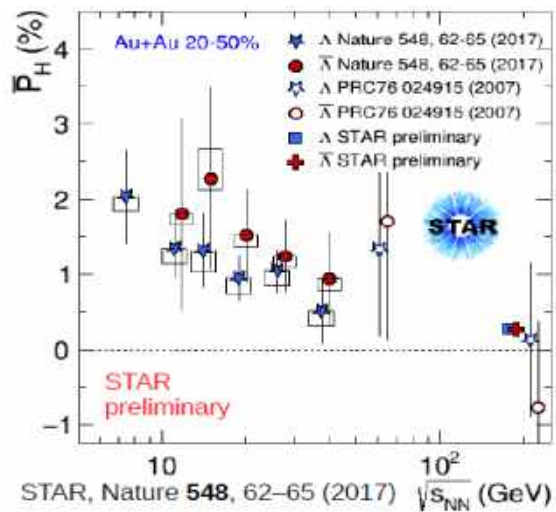 P̅_H (%)
4
3
2
1
0
−1
Au+Au 20-50%
Λ Nature 548, 62-65 (2017)
Λ̅ Nature 548, 62-65 (2017)
Λ PRC76 024915 (2007)
Λ̅ PRC76 024915 (2007)
Λ STAR preliminary
Λ̅ STAR preliminary
STAR
STAR
preliminary
10
10²
STAR, Nature 548, 62–65 (2017) √s_NN (GeV)